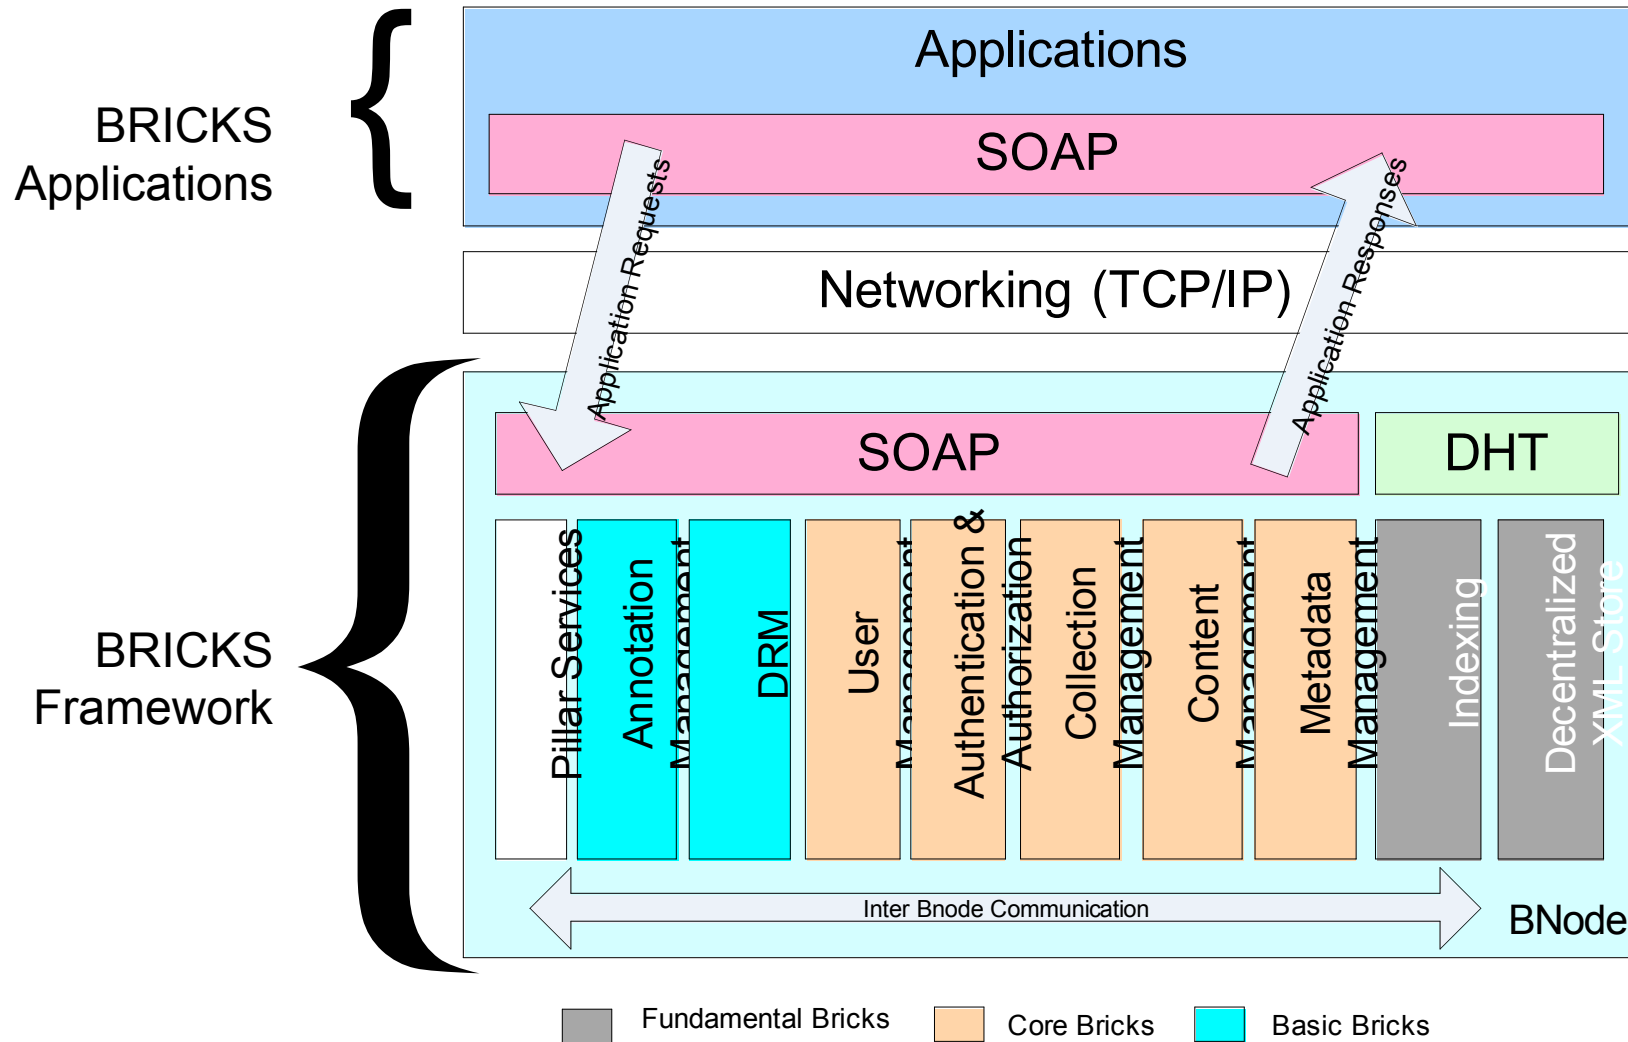 Applications
BRICKS
Applications
SOAP
Application Requests
Application Responses
Networking (TCP/IP)
SOAP
DHT
BRICKS
Framework
Pillar Services
Annotation
Management
DRM
User
Management
Authentication &
Authorization
Collection
Management
Content
Management
Metadata
Management
Indexing
Decentralized
XML Store
Inter Bnode Communication
BNode
Fundamental Bricks
Core Bricks
Basic Bricks